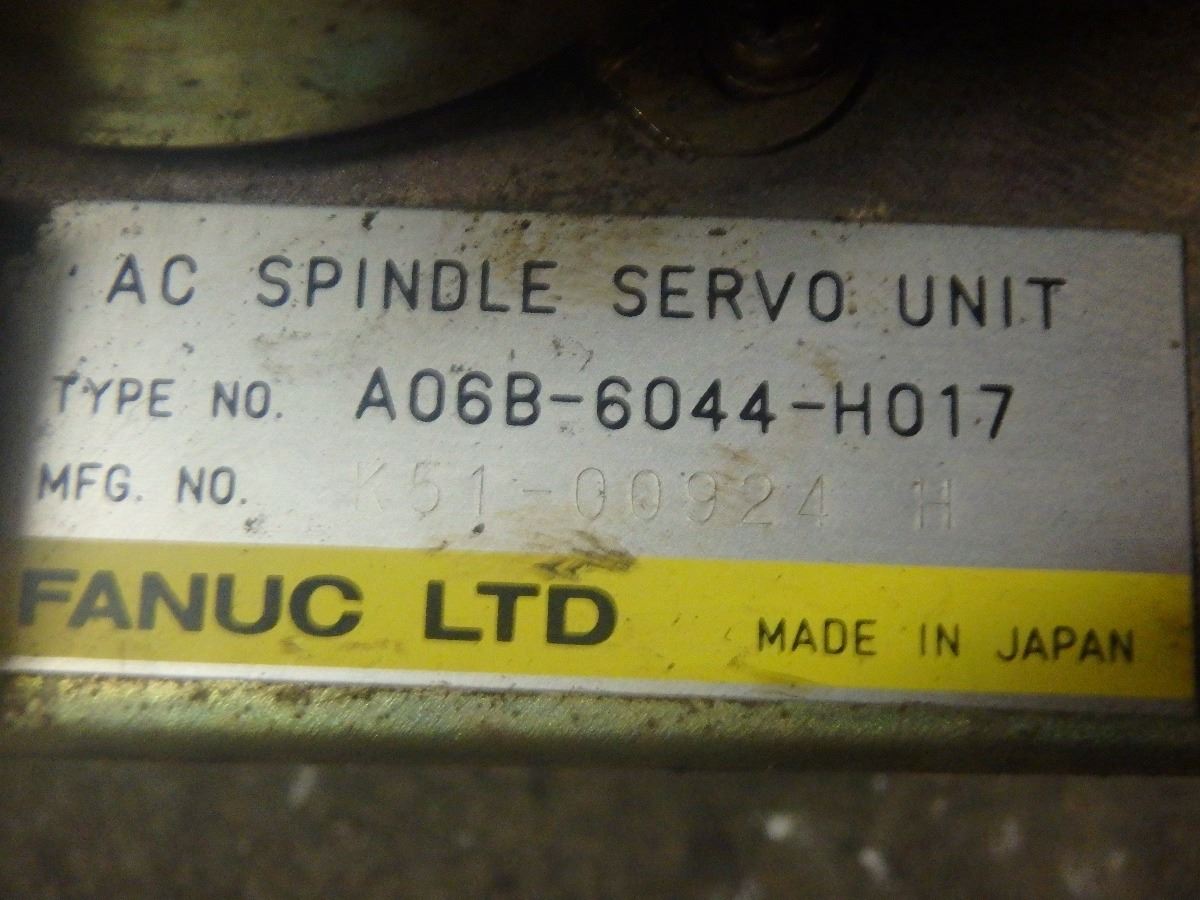 AC SPINDLE SERVO UNIT
TYPE NO. A06B-6044-H017
MFG. NO. K51-00924 H
FANUC LTD MADE IN JAPAN